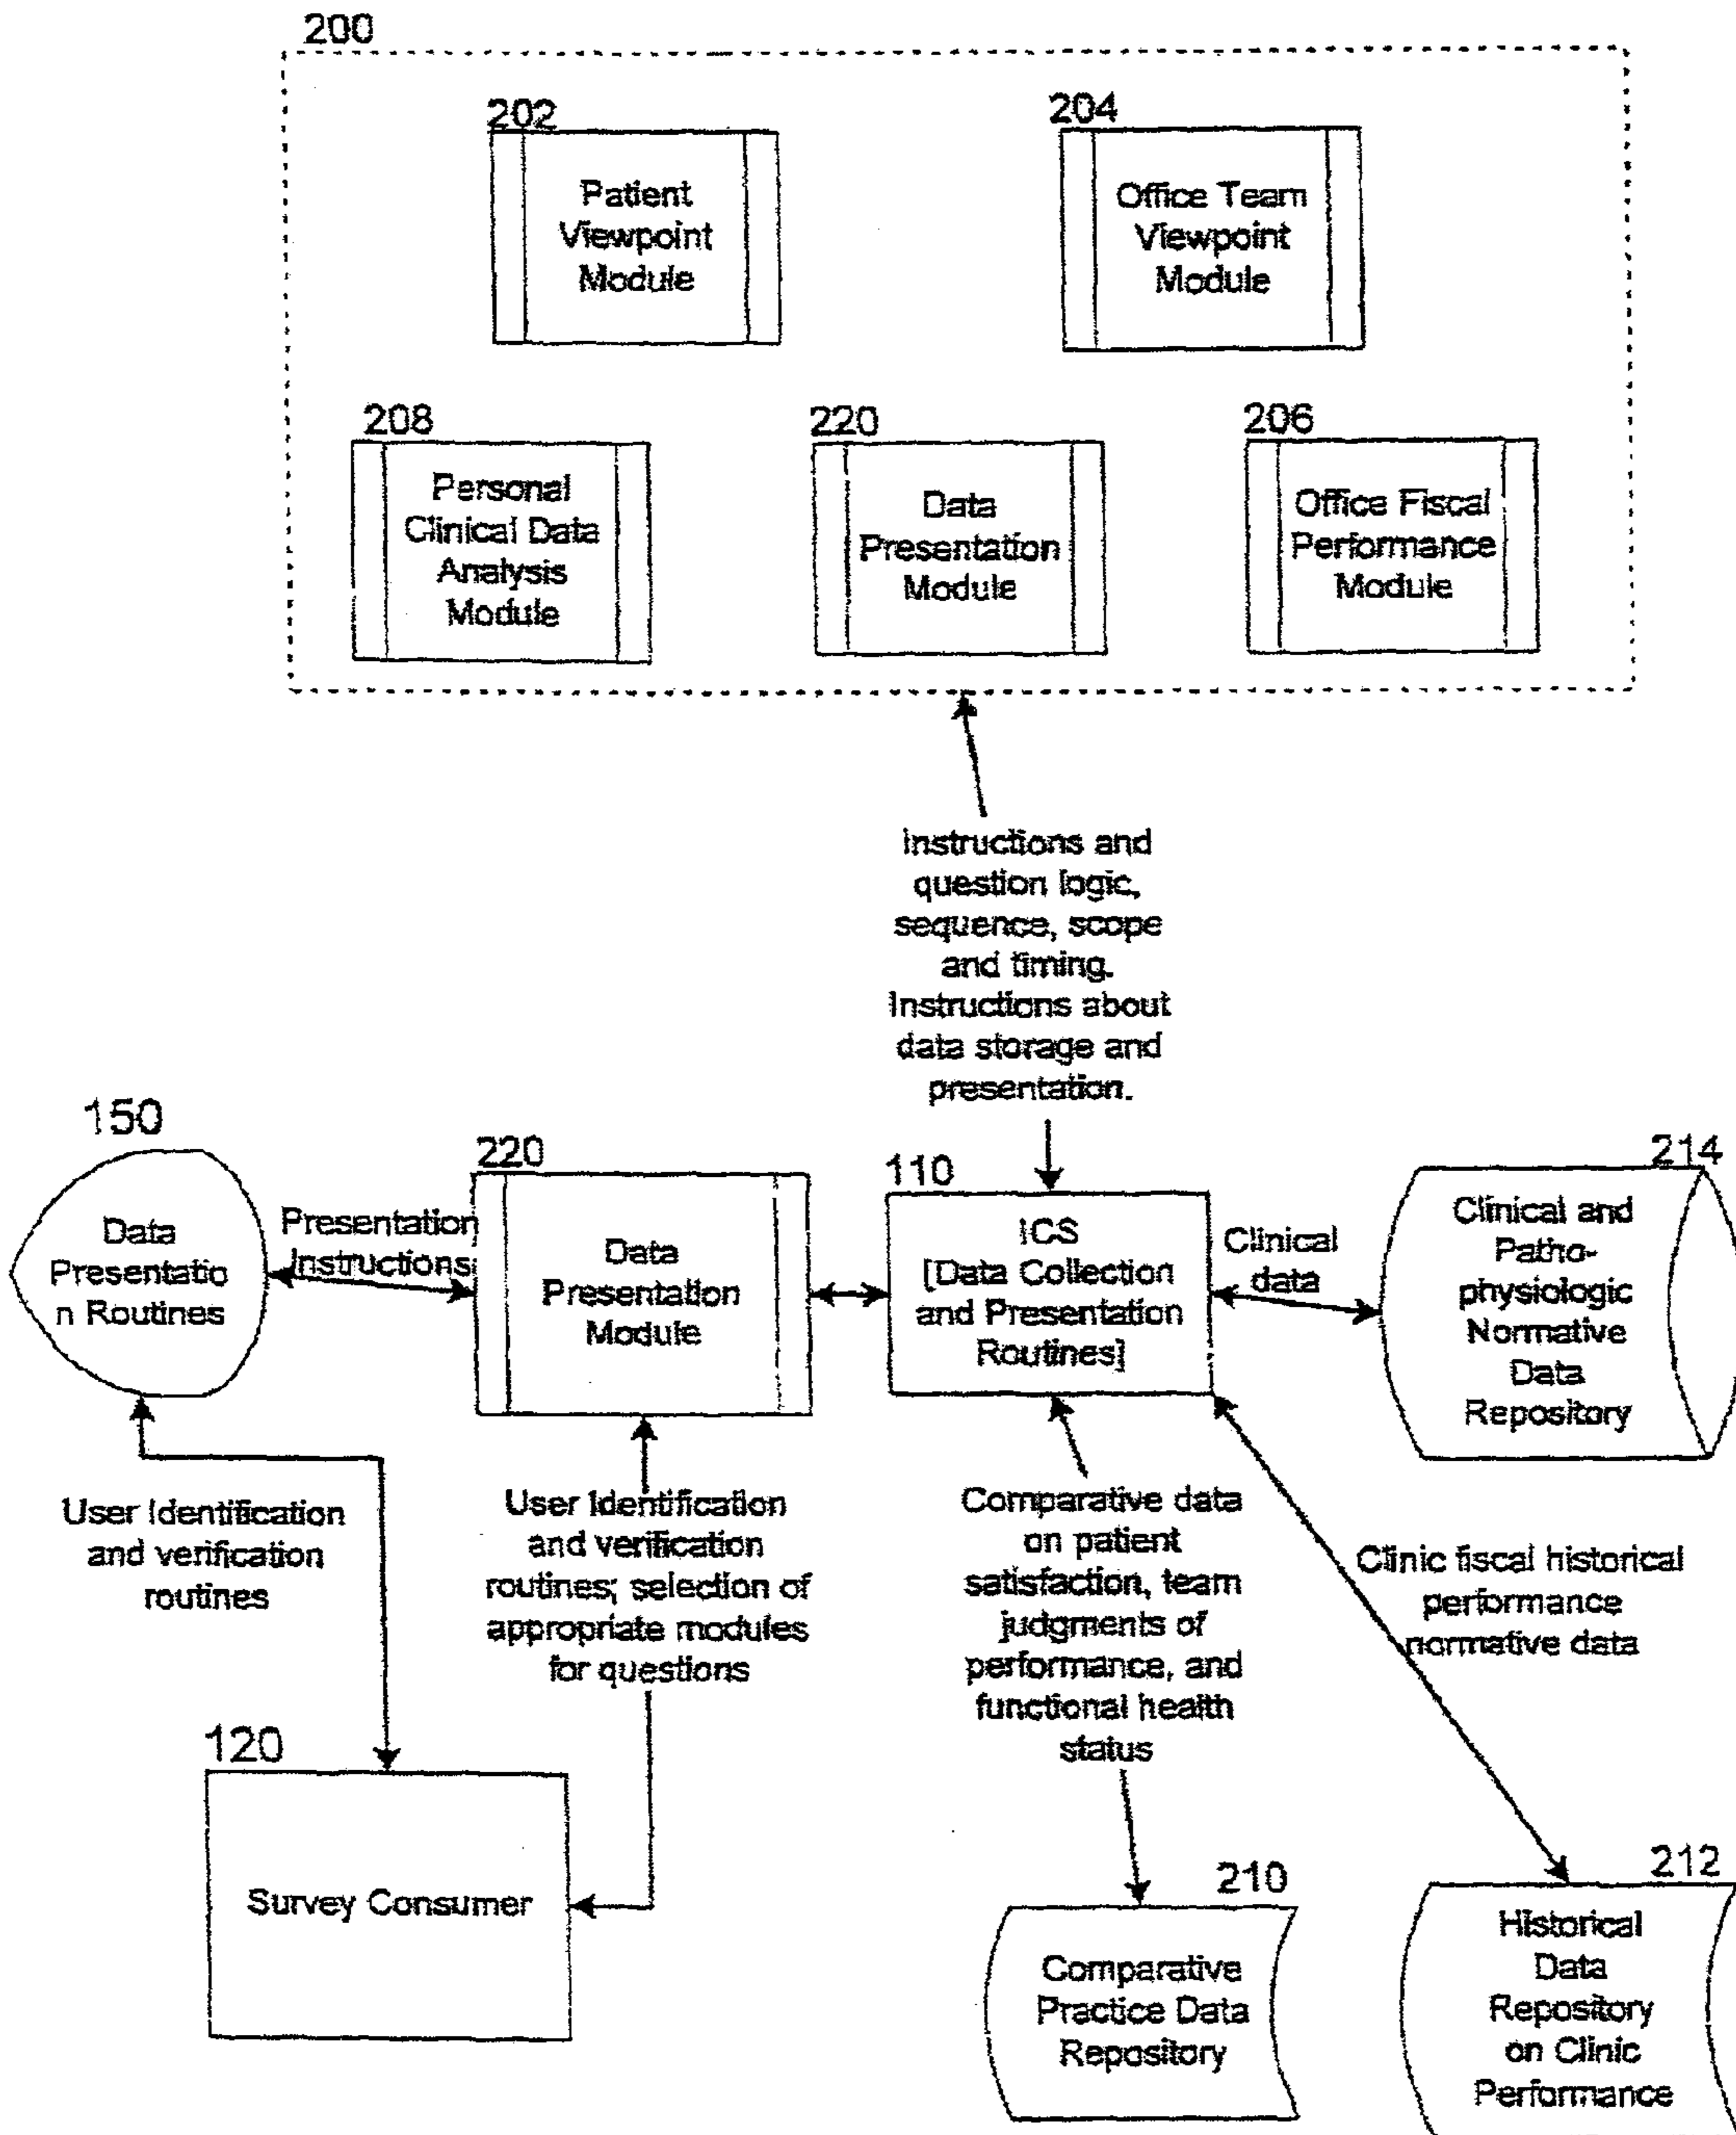 200
202
Patient
Viewpoint
Module
204
Office Team
Viewpoint
Module
208
Personal
Clinical Data
Analysis
Module
220
Data
Presentation
Module
206
Office Fiscal
Performance
Module
Instructions and
question logic,
sequence, scope
and timing.
Instructions about
data storage and
presentation.
150
Data
Presentatio
n Routines
Presentation
Instructions
220
Data
Presentation
Module
110
ICS
[Data Collection
and Presentation
Routines]
Clinical
data
214
Clinical and
Patho-
physiologic
Normative
Data
Repository
User Identification
and verification
routines
User Identification
and verification
routines; selection of
appropriate modules
for questions
Comparative data
on patient
satisfaction, team
judgments of
performance, and
functional health
status
Clinic fiscal historical
performance
normative data
120
Survey Consumer
210
Comparative
Practice Data
Repository
212
Historical
Data
Repository
on Clinic
Performance